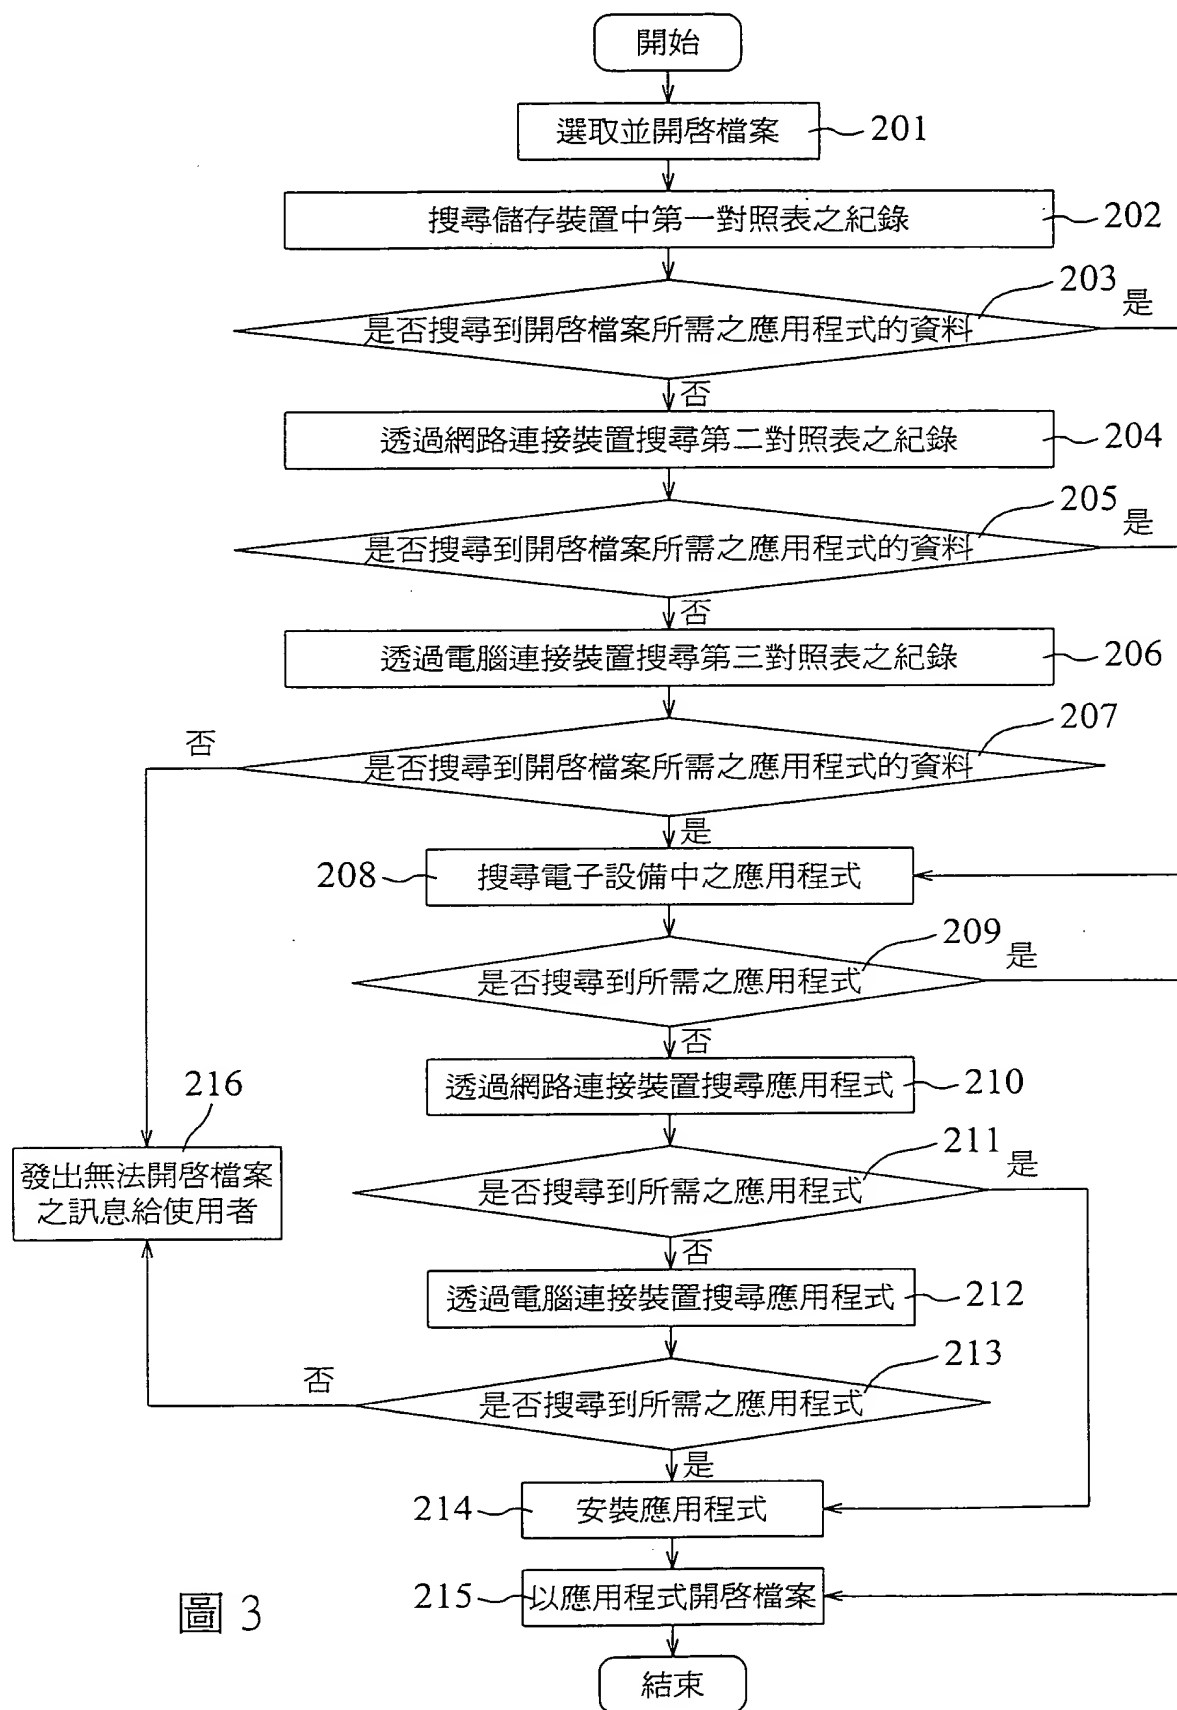 開始
選取並開啓檔案
201
搜尋儲存裝置中第一對照表之紀錄
202
203
是
是否搜尋到開啓檔案所需之應用程式的資料
否
透過網路連接裝置搜尋第二對照表之紀錄
204
205
是
是否搜尋到開啓檔案所需之應用程式的資料
否
透過電腦連接裝置搜尋第三對照表之紀錄
206
207
否
是否搜尋到開啓檔案所需之應用程式的資料
是
208
搜尋電子設備中之應用程式
209
是
是否搜尋到所需之應用程式
否
透過網路連接裝置搜尋應用程式
210
216
211
是
發出無法開啓檔案
之訊息給使用者
是否搜尋到所需之應用程式
否
透過電腦連接裝置搜尋應用程式
212
213
否
是否搜尋到所需之應用程式
是
214
安裝應用程式
215
以應用程式開啓檔案
圖 3
結束